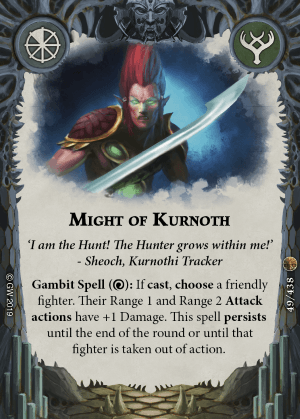 MIGHT OF KURNOTH
'I am the Hunt! The Hunter grows within me!'
- Sheoch, Kurnothi Tracker
Gambit Spell (): If cast, choose a friendly
fighter. Their Range 1 and Range 2 Attack
actions have +1 Damage. This spell persists
until the end of the round or until that
fighter is taken out of action.
© GW 2019
49/438